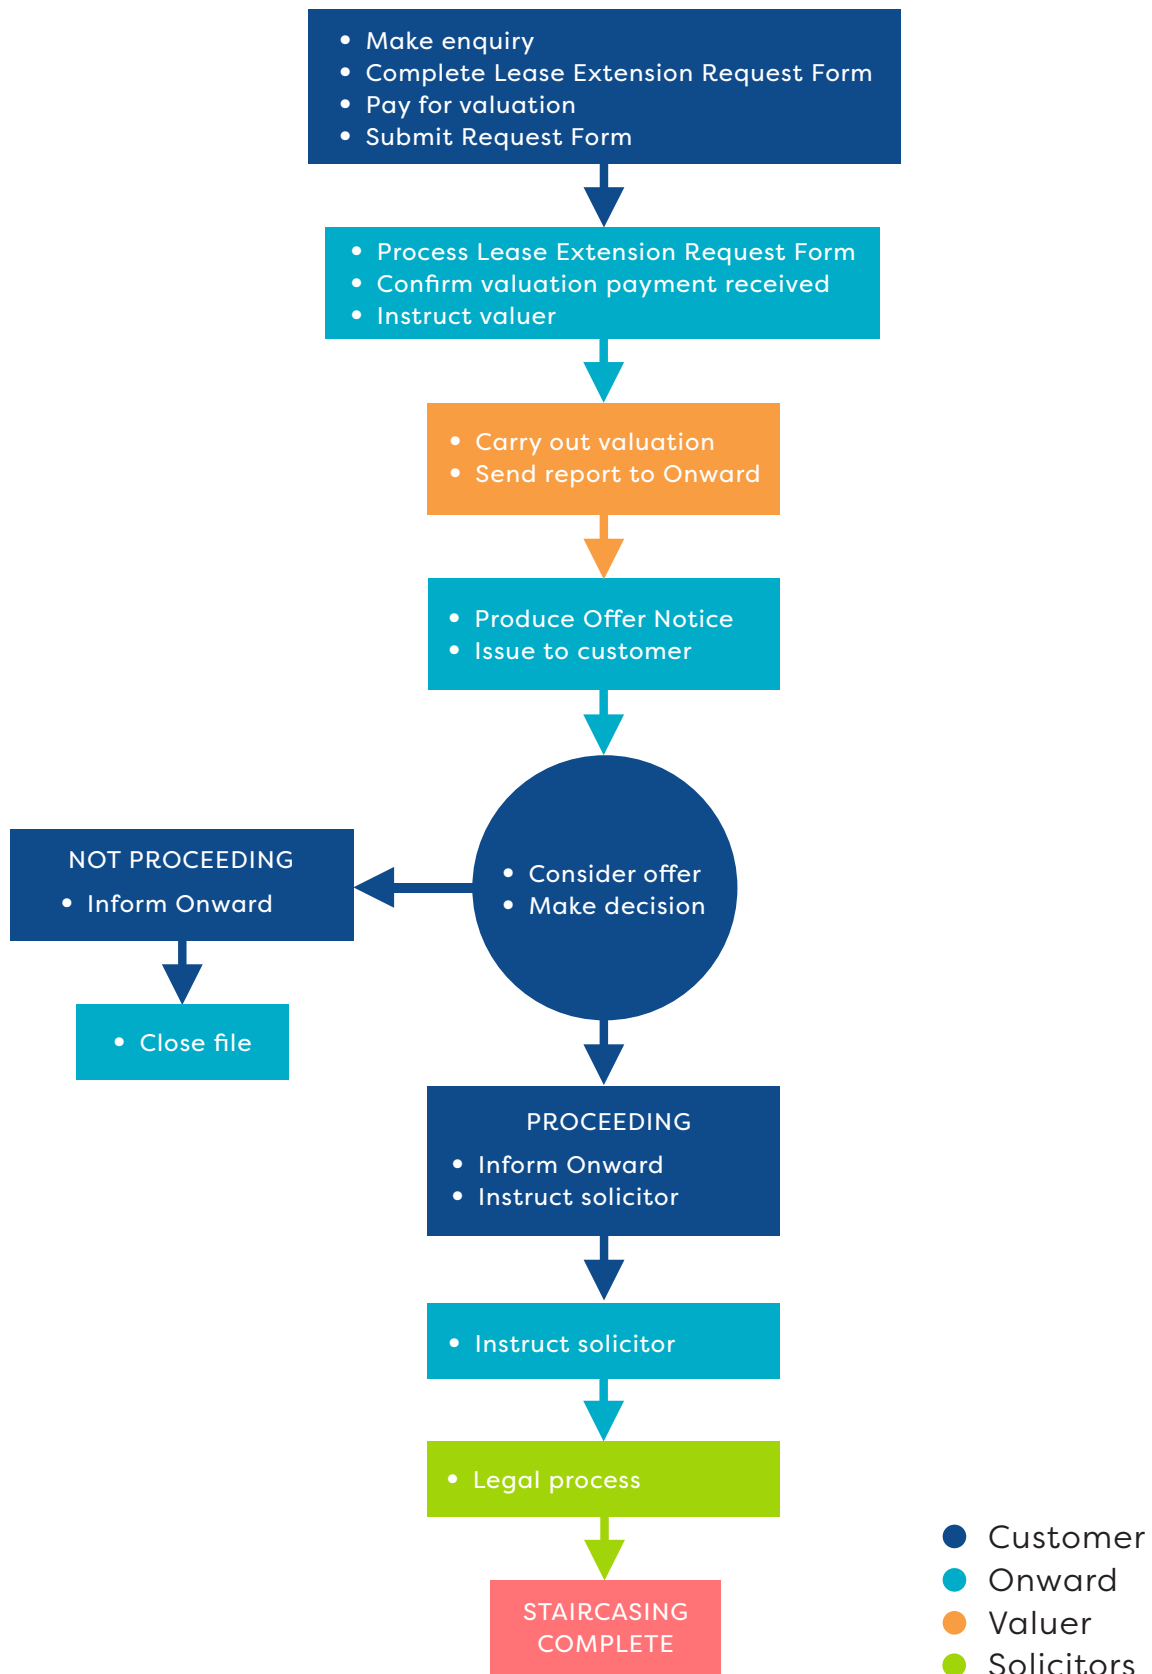 • Make enquiry
• Complete Lease Extension Request Form
• Pay for valuation
• Submit Request Form
• Process Lease Extension Request Form
• Confirm valuation payment received
• Instruct valuer
• Carry out valuation
• Send report to Onward
• Produce Offer Notice
• Issue to customer
• Consider offer
• Make decision
NOT PROCEEDING
• Inform Onward
• Close file
PROCEEDING
• Inform Onward
• Instruct solicitor
• Instruct solicitor
• Legal process
STAIRCASING
COMPLETE
Customer
Onward
Valuer
Solicitors